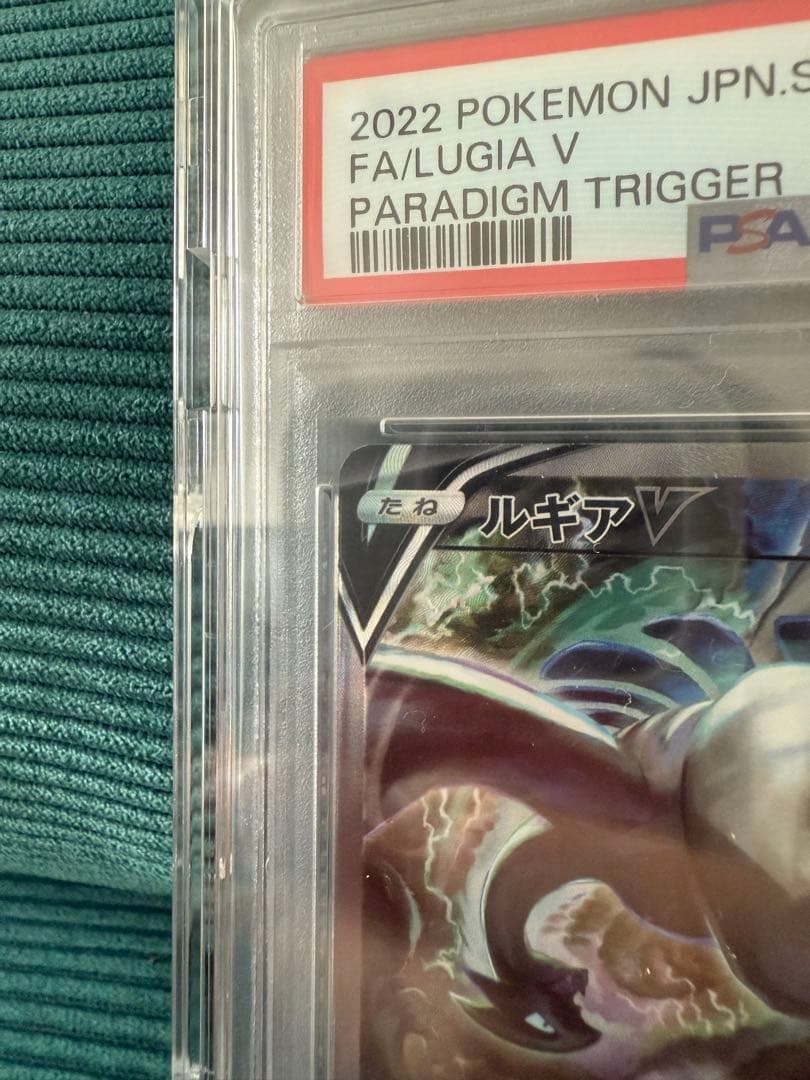 2022 POKEMON JPN.S
FA/LUGIA V
PARADIGM TRIGGER
PSA
たね ルギアV